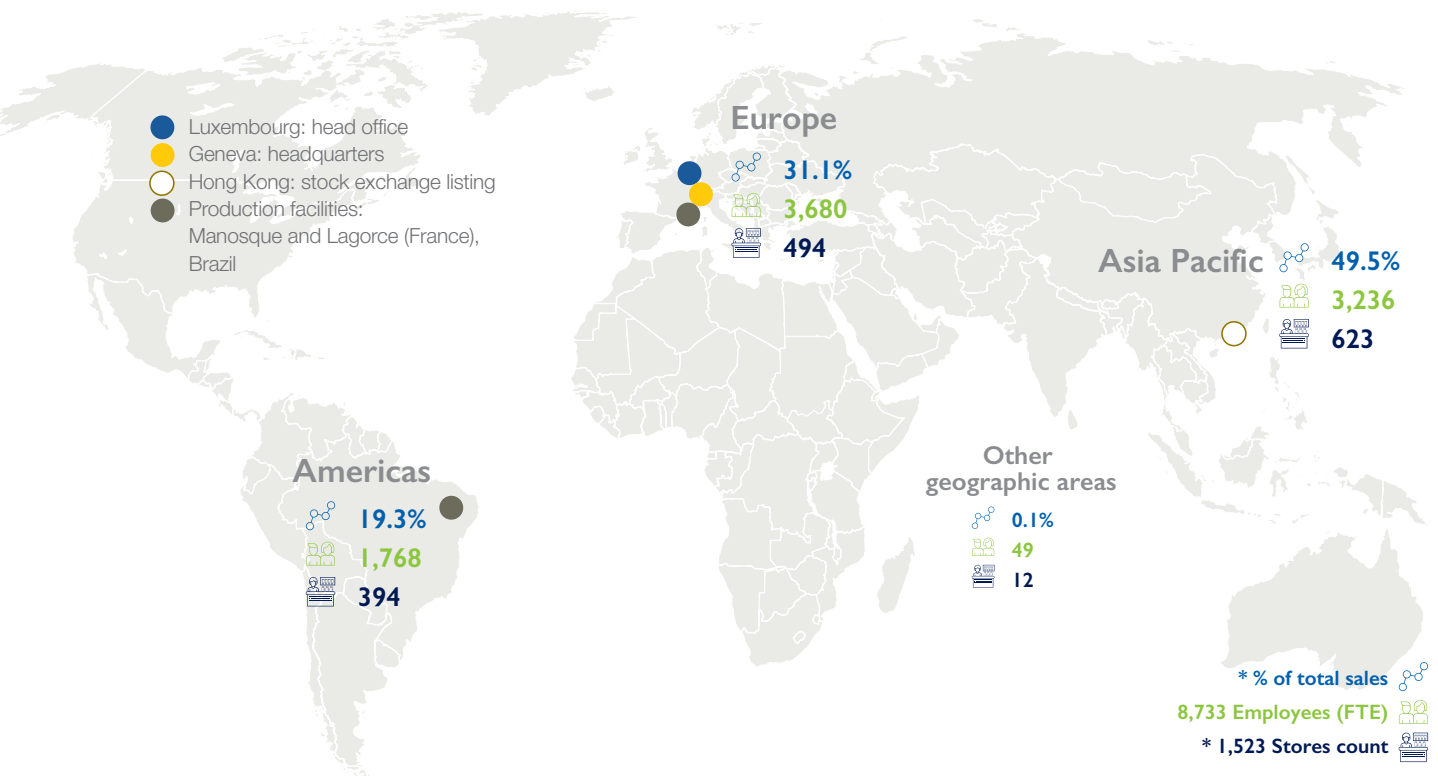 Luxembourg: head office
Geneva: headquarters
Hong Kong: stock exchange listing
Production facilities:
Manosque and Lagorce (France),
Brazil
Europe
31.1%
3,680
494
Asia Pacific
49.5%
3,236
623
Americas
19.3%
1,768
394
Other
geographic areas
0.1%
49
12
* % of total sales
8,733 Employees (FTE)
* 1,523 Stores count